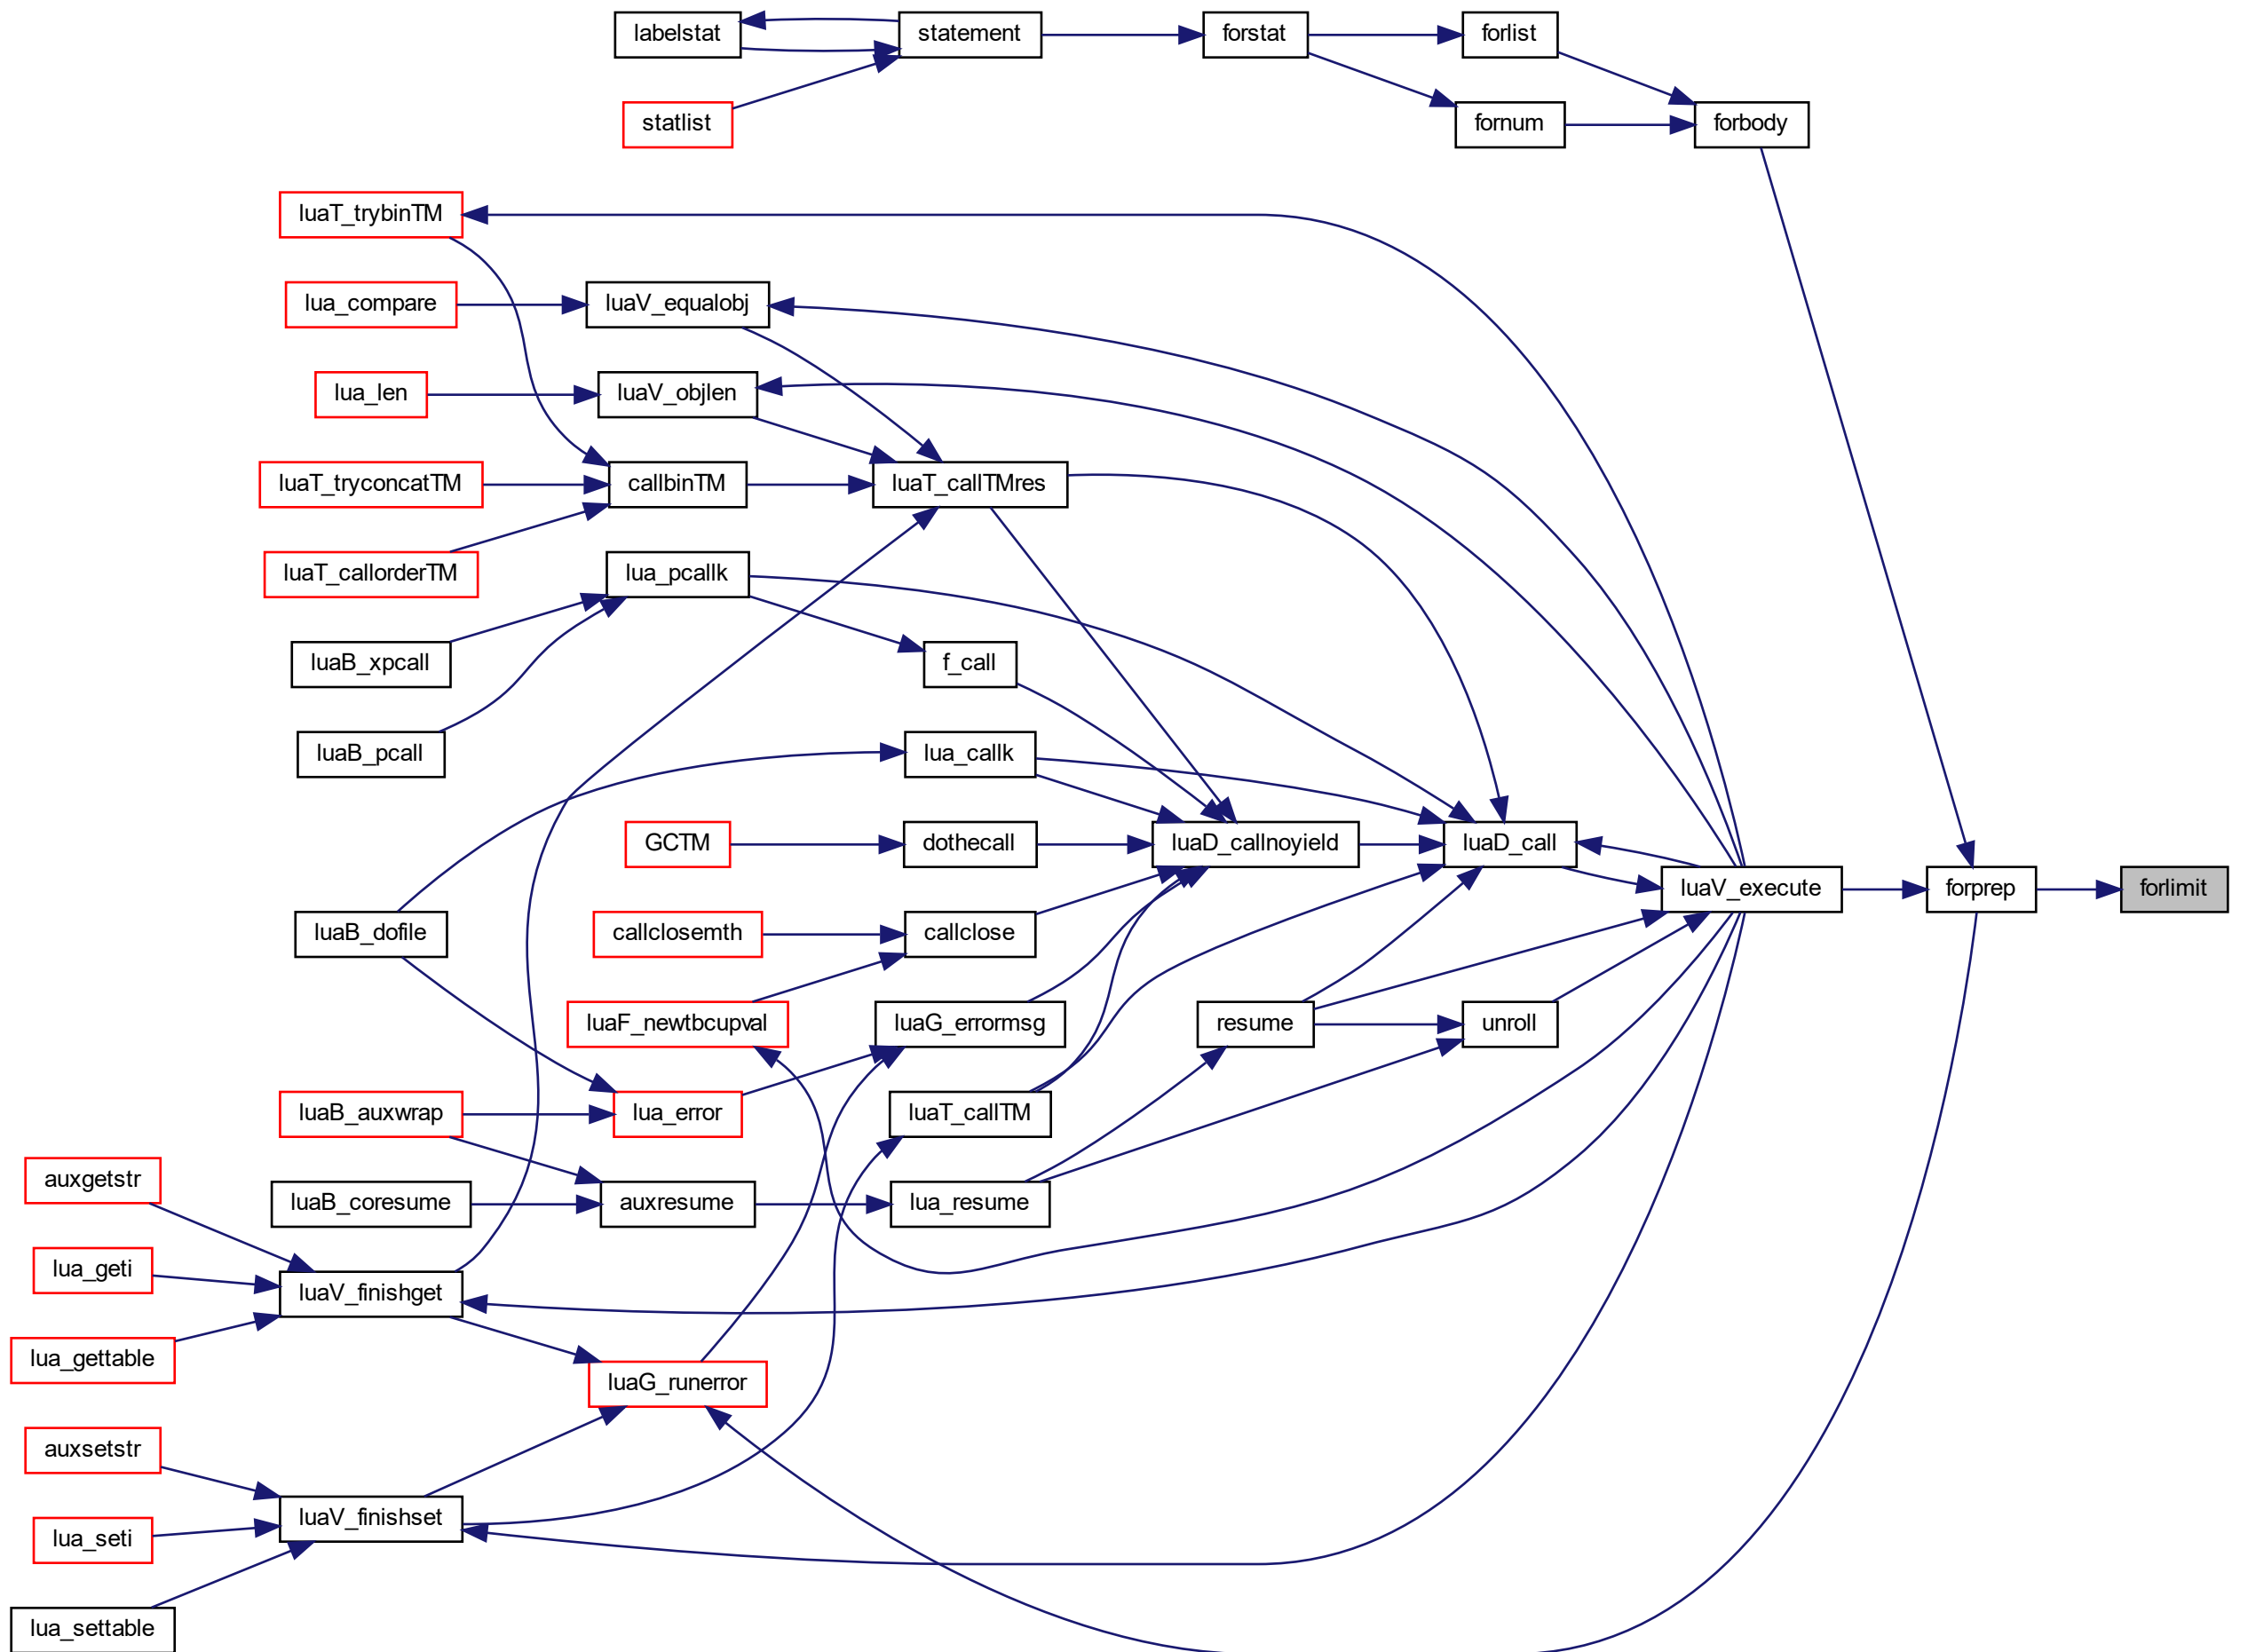 labelstat
statement
forstat
forlist
statlist
fornum
forbody
luaT_trybinTM
lua_compare
luaV_equalobj
lua_len
luaV_objlen
luaT_tryconcatTM
callbinTM
luaT_callTMres
luaT_callorderTM
lua_pcallk
luaB_xpcall
f_call
luaB_pcall
lua_callk
GCTM
dothecall
luaD_callnoyield
luaD_call
luaV_execute
forprep
forlimit
luaB_dofile
callclosemth
callclose
luaF_newtbcupval
luaG_errormsg
resume
unroll
luaB_auxwrap
lua_error
luaT_callTM
auxgetstr
luaB_coresume
auxresume
lua_resume
lua_geti
luaV_finishget
lua_gettable
luaG_runerror
auxsetstr
luaV_finishset
lua_seti
lua_settable